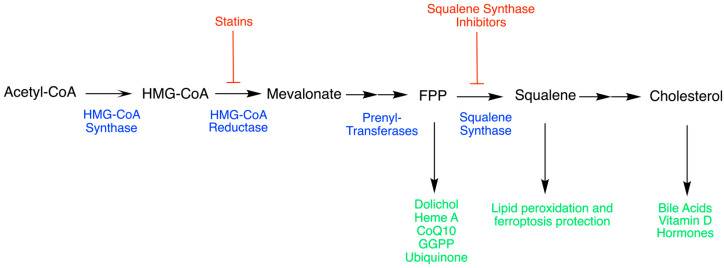 Statins
Squalene Synthase
Inhibitors
Acetyl-CoA
HMG-CoA
Mevalonate
FPP
Squalene
Cholesterol
HMG-CoA
Synthase
HMG-CoA
Reductase
Prenyl-
Transferases
Squalene
Synthase
Dolichol
Heme A
CoQ10
GGPP
Ubiquinone
Lipid peroxidation and
ferroptosis protection
Bile Acids
Vitamin D
Hormones